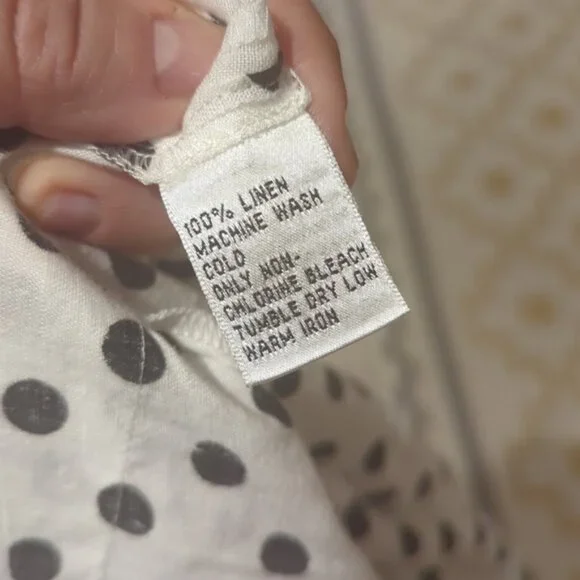 100% LINEN
MACHINE WASH
COLD
ONLY NON-
CHLORINE BLEACH
TUMBLE DRY LOW
WARM IRON